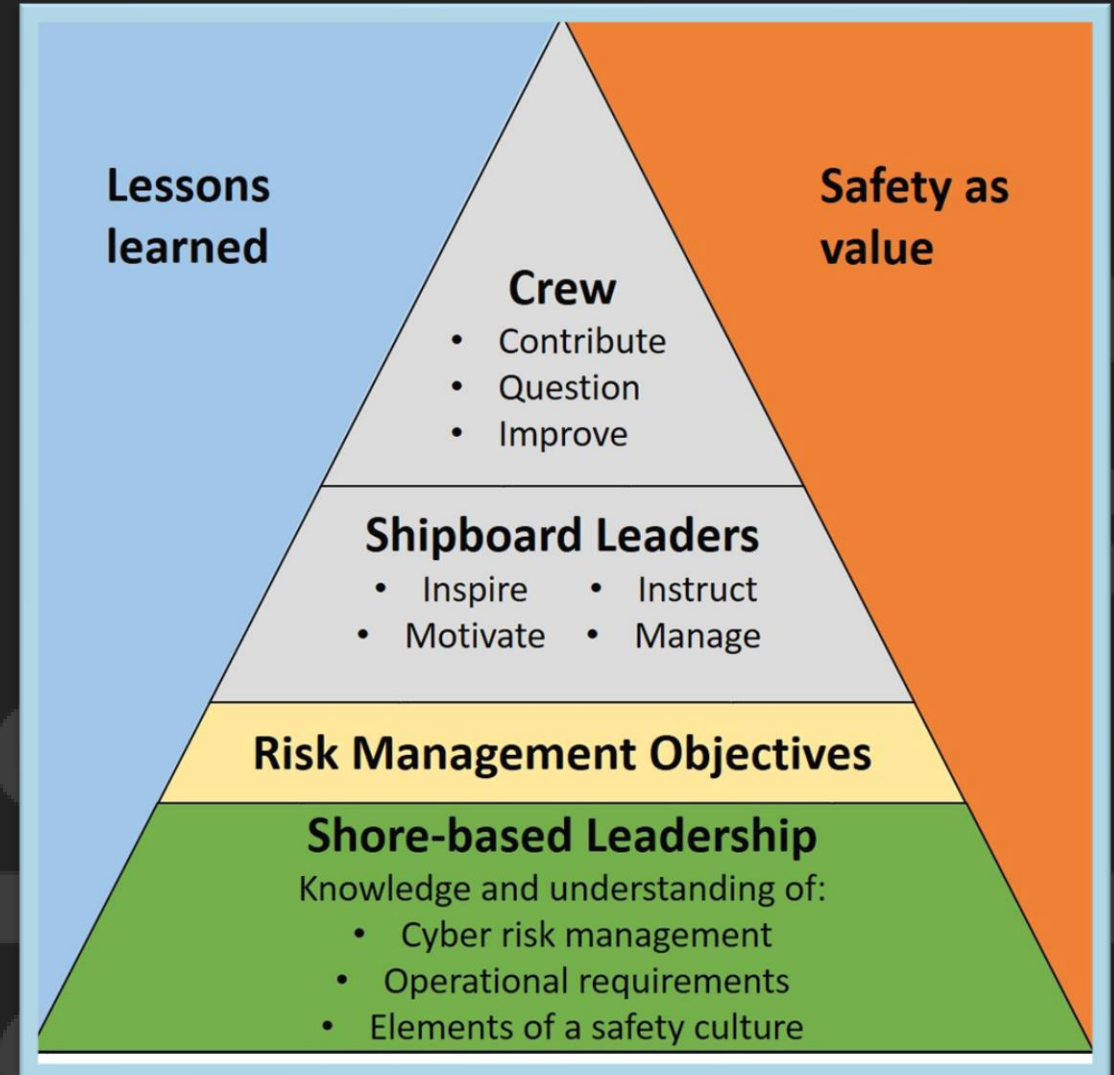 Lessons
learned
Safety as
value
Crew
• Contribute
• Question
• Improve
Shipboard Leaders
• Inspire • Instruct
• Motivate • Manage
Risk Management Objectives
Shore-based Leadership
Knowledge and understanding of:
• Cyber risk management
• Operational requirements
• Elements of a safety culture